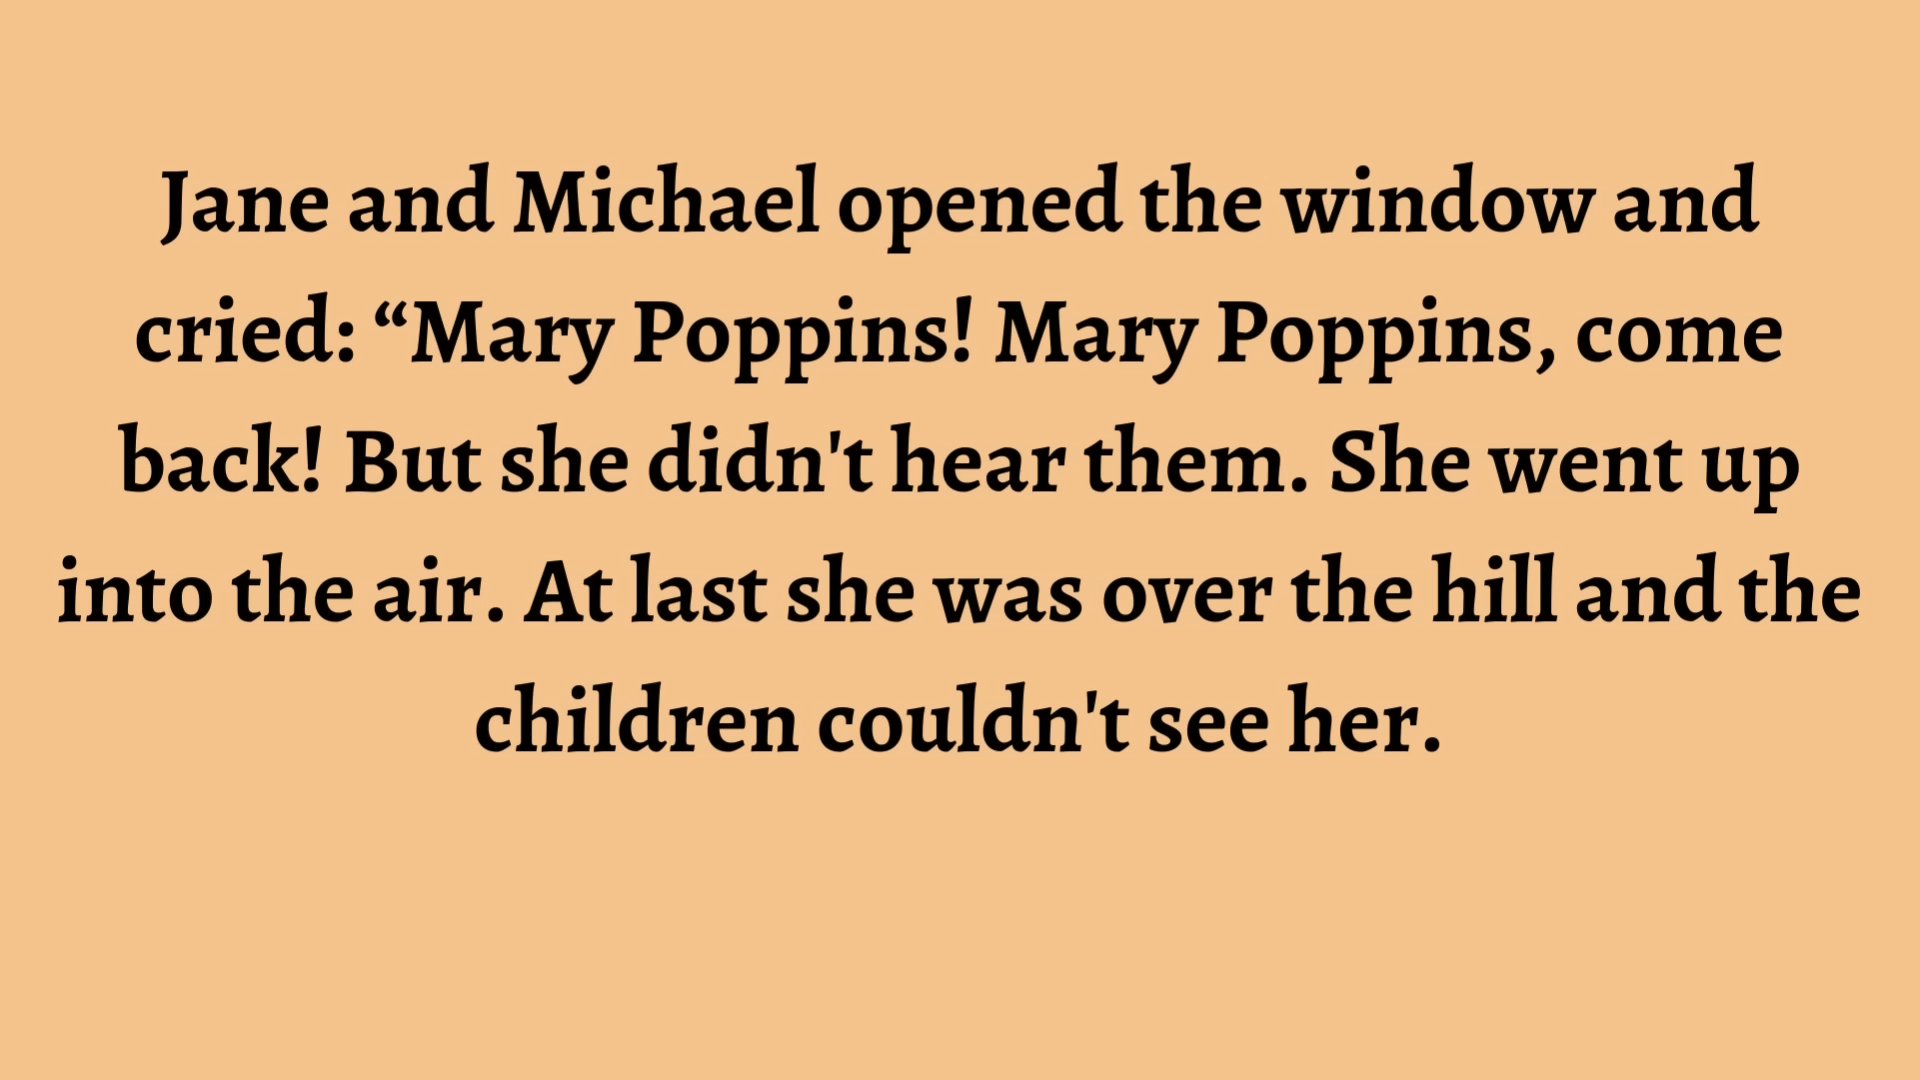 Jane and Michael opened the window and
cried: “Mary Poppins! Mary Poppins, come
back! But she didn't hear them. She went up
into the air. At last she was over the hill and the
children couldn't see her.